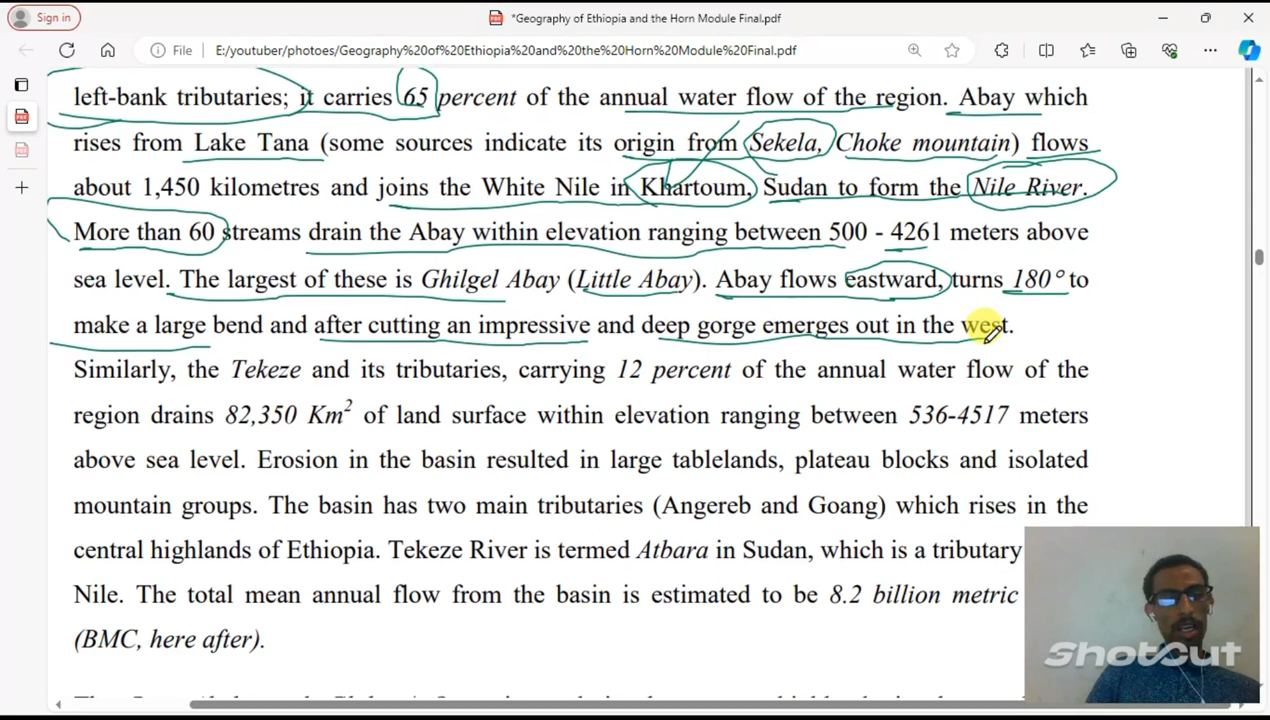 Sign in
*Geography of Ethiopia and the Horn Module Final.pdf
File E:/youtuber/photoes/Geography%20of%20Ethiopia%20and%20the%20Horn%20Module%20Final.pdf
left-bank tributaries; it carries 65 percent of the annual water flow of the region. Abay which
rises from Lake Tana (some sources indicate its origin from Sekela, Choke mountain) flows
about 1,450 kilometres and joins the White Nile in Khartoum, Sudan to form the Nile River.
More than 60 streams drain the Abay within elevation ranging between 500 - 4261 meters above
sea level. The largest of these is Ghilgel Abay (Little Abay). Abay flows eastward, turns 180° to
make a large bend and after cutting an impressive and deep gorge emerges out in the west.
Similarly, the Tekeze and its tributaries, carrying 12 percent of the annual water flow of the
region drains 82,350 Km² of land surface within elevation ranging between 536-4517 meters
above sea level. Erosion in the basin resulted in large tablelands, plateau blocks and isolated
mountain groups. The basin has two main tributaries (Angereb and Goang) which rises in the
central highlands of Ethiopia. Tekeze River is termed Atbara in Sudan, which is a tributary
Nile. The total mean annual flow from the basin is estimated to be 8.2 billion metric
(BMC, here after).
ShotCut